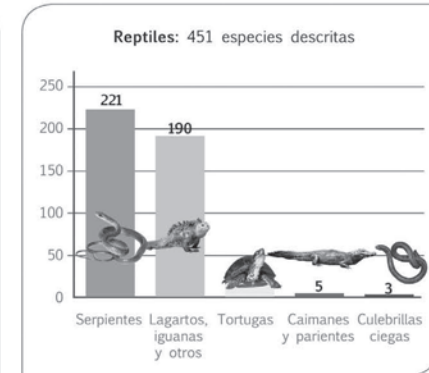 Reptiles: 451 especies descritas
250
200
150
100
50
0
221
190
5
3
Serpientes
Lagartos,
iguanas
y otros
Tortugas
Caimanes
y parientes
Culebrillas
ciegas